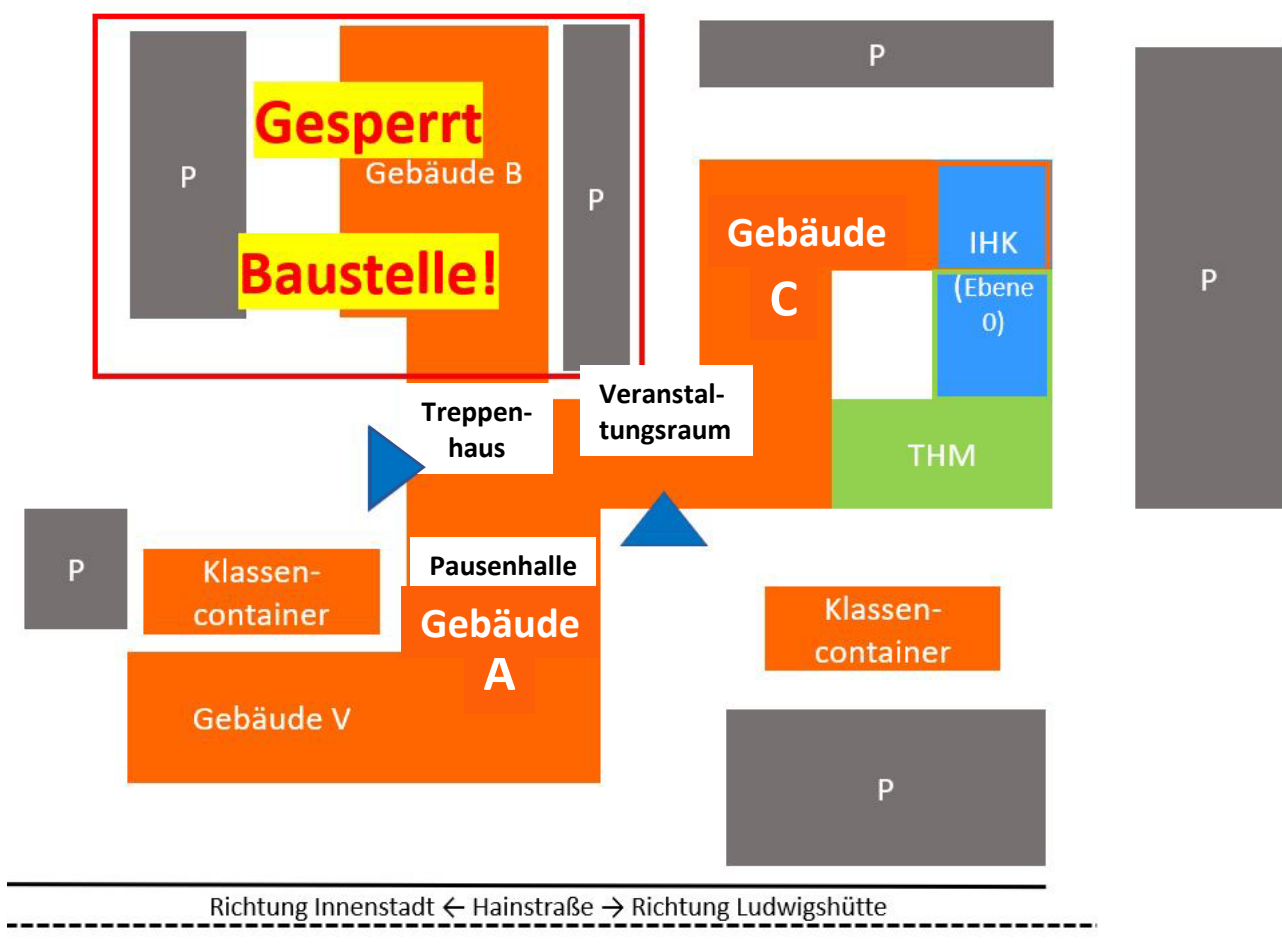 P
Gesperrt
P
Gebäude B
P
Baustelle!
Gebäude
C
IHK
(Ebene
0)
P
Treppen-
haus
Veranstal-
tungsraum
THM
P
Klassen-
container
Pausenhalle
Gebäude
A
Klassen-
container
Gebäude V
P
Richtung Innenstadt ← Hainstraße → Richtung Ludwigshütte